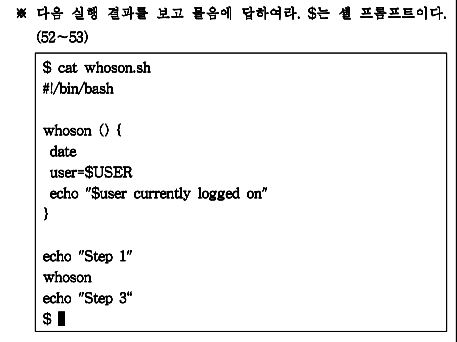 ※ 다음 실행 결과를 보고 물음에 답하여라. $는 셸 프롬프트이다.
(52~53)
$ cat whoson.sh
#!/bin/bash
whoson () {
date
user=$USER
echo "$user currently logged on"
}
echo "Step 1"
whoson
echo "Step 3“
$